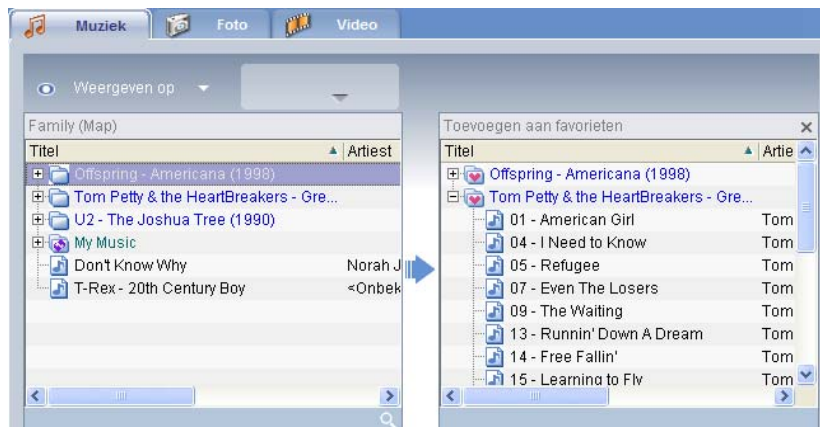 Muziek Foto Video
Weergeven op
Family (Map)
Titel Artiest
Offspring - Americana (1998)
Tom Petty & the HeartBreakers - Gre...
U2 - The Joshua Tree (1990)
My Music
Don't Know Why Norah J
T-Rex - 20th Century Boy <Onbek
Toevoegen aan favorieten
Titel Artie
Offspring - Americana (1998)
Tom Petty & the HeartBreakers - Gre...
01 - American Girl Tom
04 - I Need to Know Tom
05 - Refugee Tom
07 - Even The Losers Tom
09 - The Waiting Tom
13 - Runnin' Down A Dream Tom
14 - Free Fallin' Tom
15 - Learning to Fly Tom